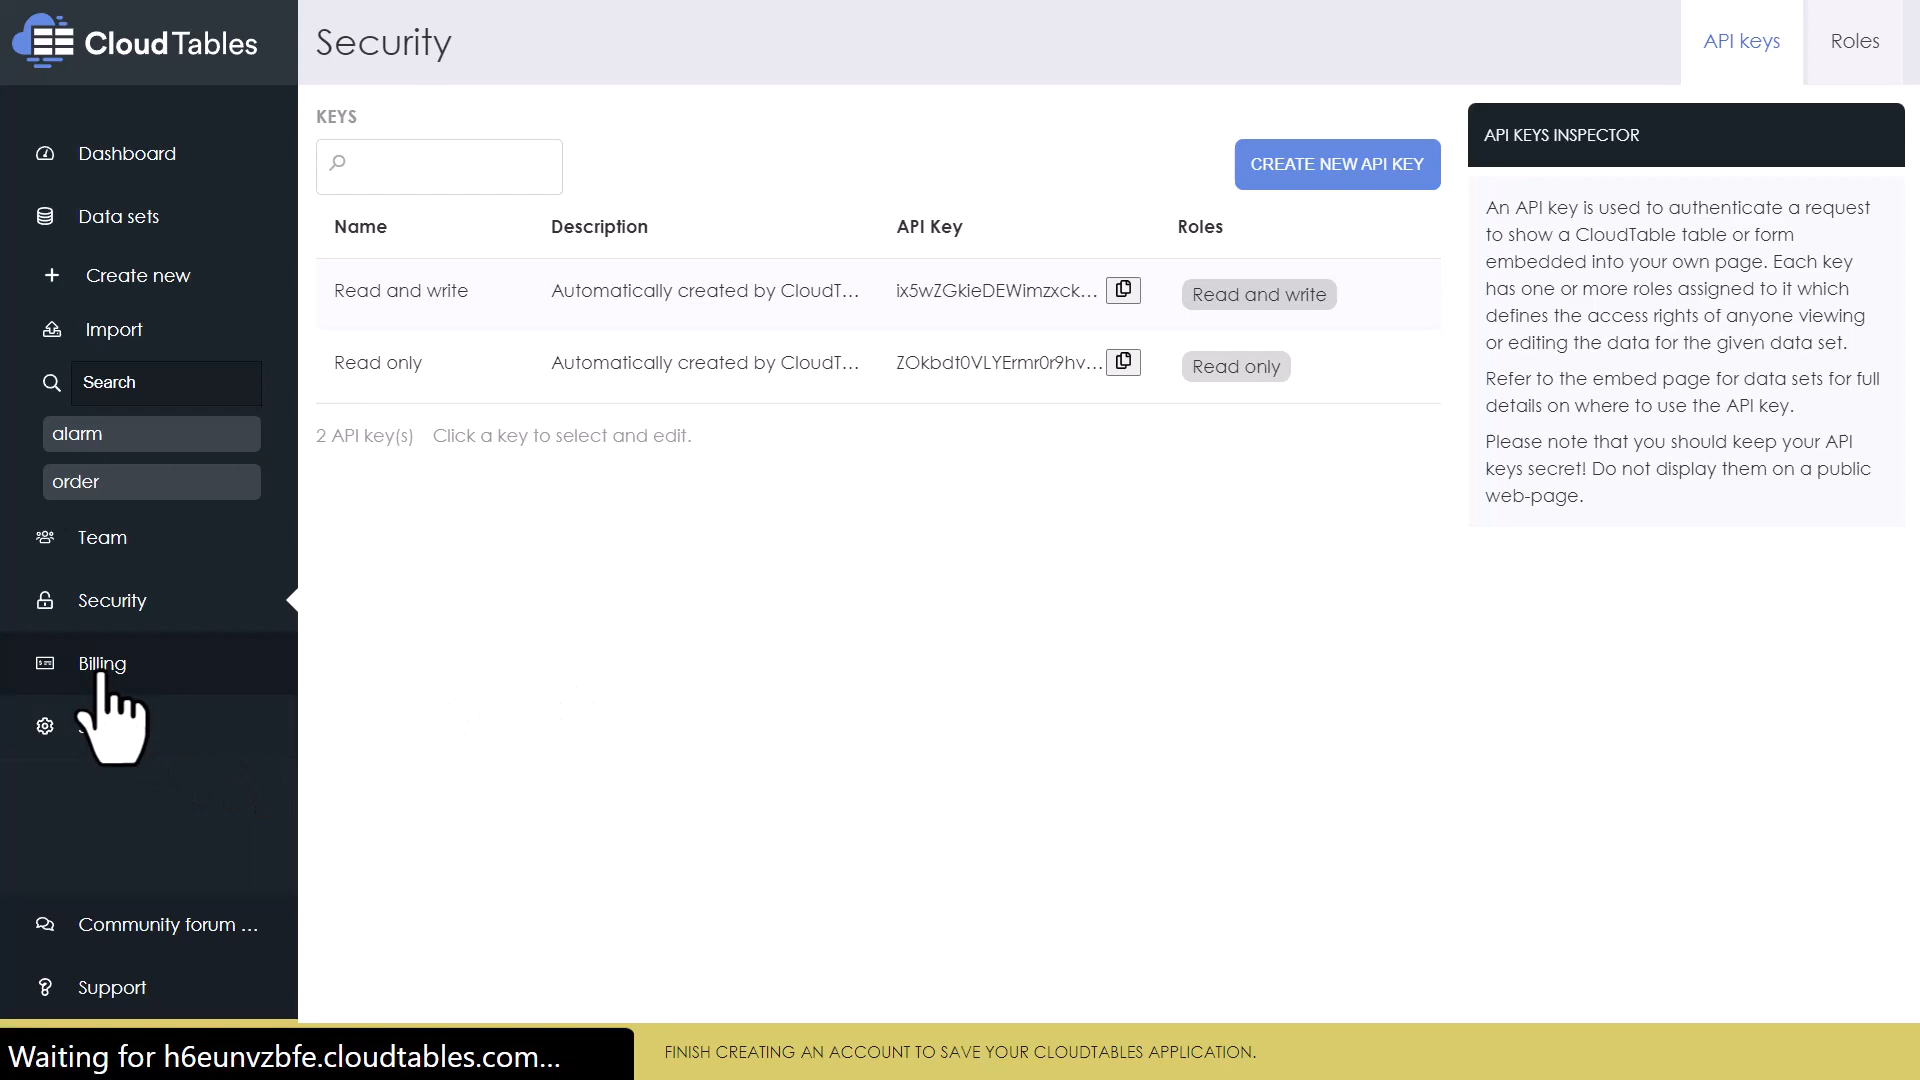 CloudTables
Security
API keys
Roles
Dashboard
Data sets
Create new
Import
Search
alarm
order
Team
Security
Billing
Community forum ...
Support
KEYS
CREATE NEW API KEY
Name Description API Key Roles
Read and write Automatically created by CloudT... ix5wZGkieDEWimzxck... Read and write
Read only Automatically created by CloudT... ZOkbdt0VLYErmr0r9hv... Read only
2 API key(s) Click a key to select and edit.
API KEYS INSPECTOR
An API key is used to authenticate a request
to show a CloudTable table or form
embedded into your own page. Each key
has one or more roles assigned to it which
defines the access rights of anyone viewing
or editing the data for the given data set.
Refer to the embed page for data sets for full
details on where to use the API key.
Please note that you should keep your API
keys secret! Do not display them on a public
web-page.
Waiting for h6eunvzbfe.cloudtables.com...
FINISH CREATING AN ACCOUNT TO SAVE YOUR CLOUDTABLES APPLICATION.